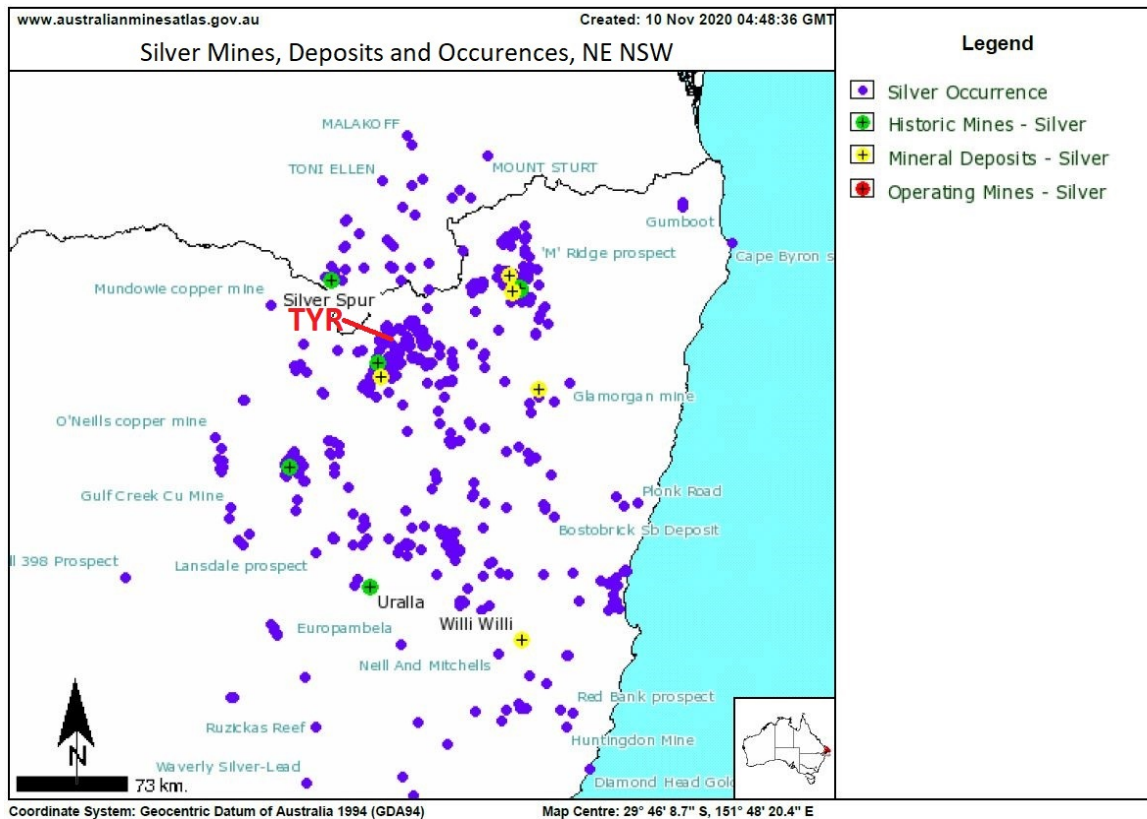 www.australianminesatlas.gov.au
Created: 10 Nov 2020 04:48:36 GMT
Silver Mines, Deposits and Occurences, NE NSW
Legend
Silver Occurrence
Historic Mines - Silver
Mineral Deposits - Silver
Operating Mines - Silver
MALAKOFF
TONI ELLEN
MOUNT STURT
Gumboot
'M' Ridge prospect
Cape Byron s
Mundowie copper mine
Silver Spur
TYR
Glamorgan mine
O'Neills copper mine
Plonk Road
Gulf Creek Cu Mine
Bostobrick Sb Deposit
ll 398 Prospect
Lansdale prospect
Uralla
Willi Willi
Europambela
Neill And Mitchells
Red Bank prospect
Ruzickas Reef
Huntingdon Mine
Waverly Silver-Lead
Diamond Head Gold
N
73 km.
Coordinate System: Geocentric Datum of Australia 1994 (GDA94)
Map Centre: 29° 46' 8.7" S, 151° 48' 20.4" E